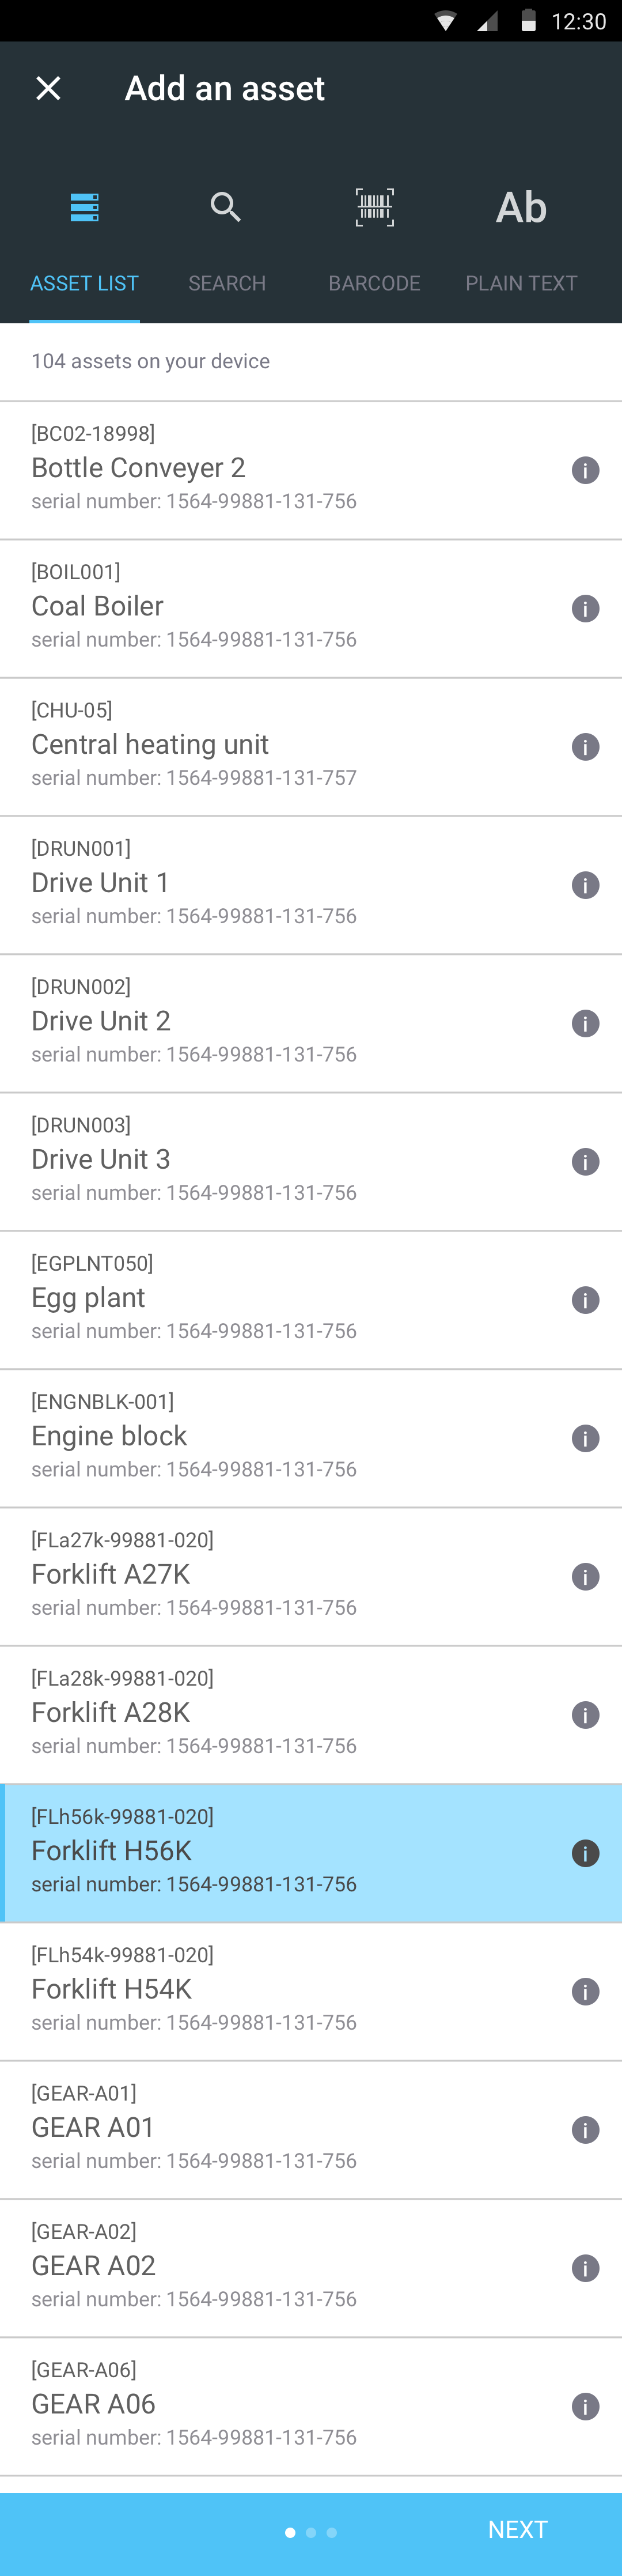 12:30
Add an asset
Ab
ASSET LIST SEARCH BARCODE PLAIN TEXT
104 assets on your device
[BC02-18998]
Bottle Conveyer 2
serial number: 1564-99881-131-756
[BOIL001]
Coal Boiler
serial number: 1564-99881-131-756
[CHU-05]
Central heating unit
serial number: 1564-99881-131-757
[DRUN001]
Drive Unit 1
serial number: 1564-99881-131-756
[DRUN002]
Drive Unit 2
serial number: 1564-99881-131-756
[DRUN003]
Drive Unit 3
serial number: 1564-99881-131-756
[EGPLNT050]
Egg plant
serial number: 1564-99881-131-756
[ENGNBLK-001]
Engine block
serial number: 1564-99881-131-756
[FLa27k-99881-020]
Forklift A27K
serial number: 1564-99881-131-756
[FLa28k-99881-020]
Forklift A28K
serial number: 1564-99881-131-756
[FLh56k-99881-020]
Forklift H56K
serial number: 1564-99881-131-756
[FLh54k-99881-020]
Forklift H54K
serial number: 1564-99881-131-756
[GEAR-A01]
GEAR A01
serial number: 1564-99881-131-756
[GEAR-A02]
GEAR A02
serial number: 1564-99881-131-756
[GEAR-A06]
GEAR A06
serial number: 1564-99881-131-756
NEXT